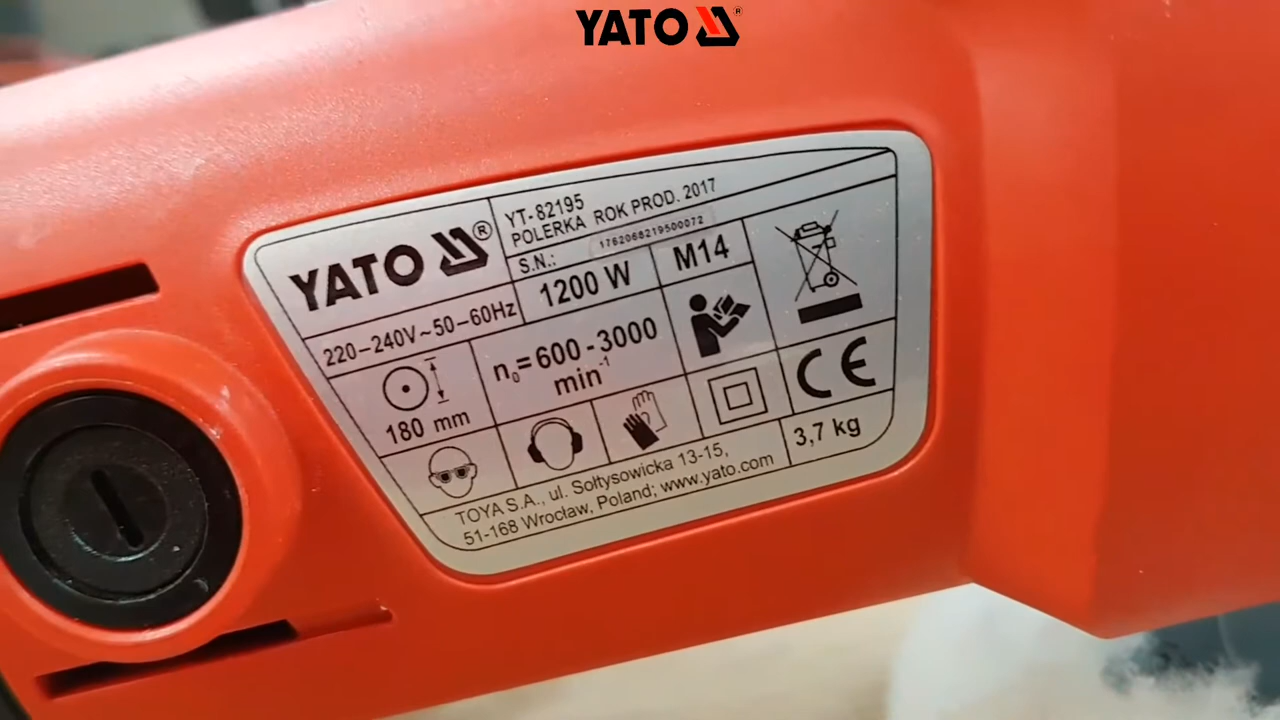 YATO®
YATO®
YT-82195
POLERKA ROK PROD. 2017
S.N.: 1762068219500072
220–240V~50–60Hz
1200 W
M14
180 mm
n₀=600-3000
min⁻¹
CE
TOYA S.A., ul. Sołtysowicka 13-15,
51-168 Wrocław, Poland; www.yato.com
3,7 kg